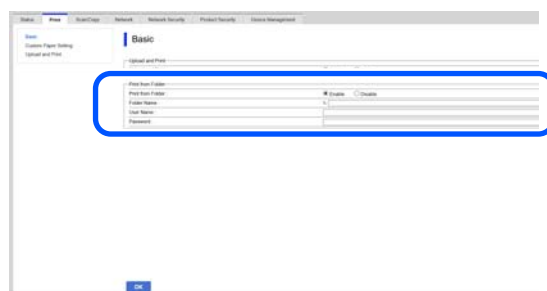 Status Print Scan/Copy Network Network Security Product Security Device Management
Basic
Custom Paper Setting
Upload and Print
Basic
Upload and Print
Print from Folder
Print from Folder : Enable Disable
Folder Name :
User Name :
Password :
OK